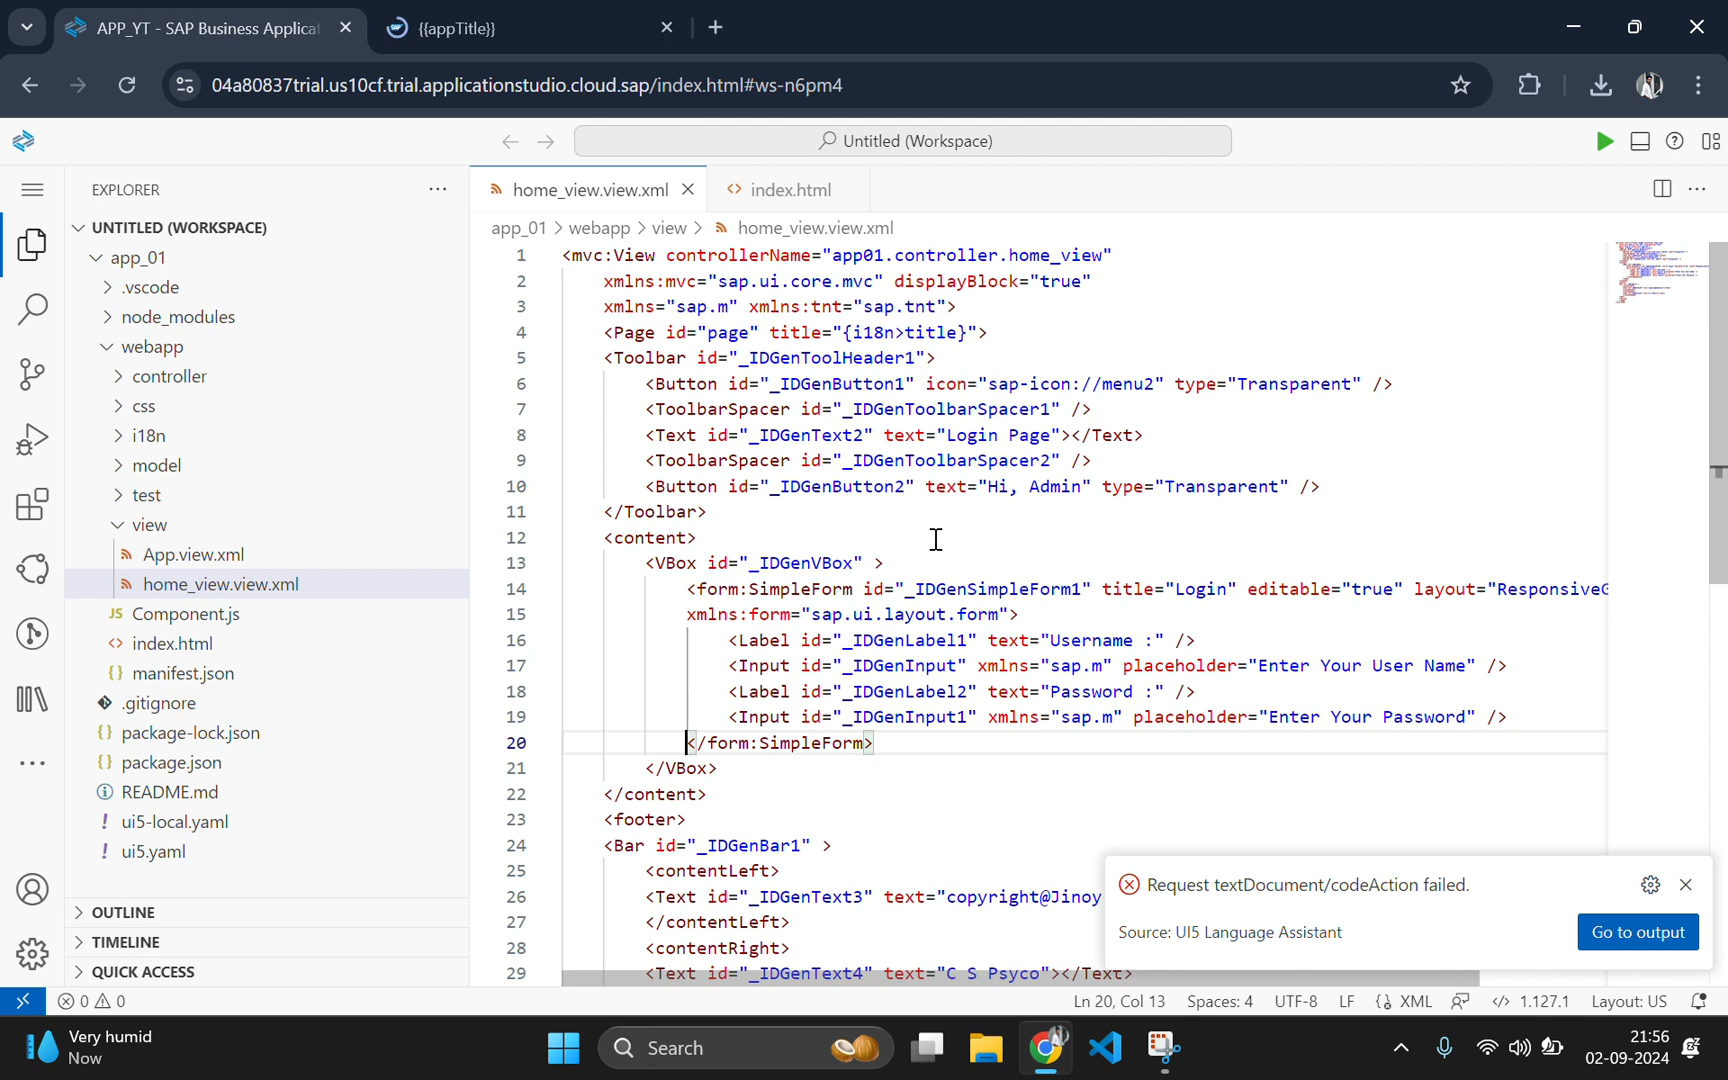 APP_YT - SAP Business Applicat
{{appTitle}}
04a80837trial.us10cf.trial.applicationstudio.cloud.sap/index.html#ws-n6pm4
Untitled (Workspace)
EXPLORER
UNTITLED (WORKSPACE)
app_01
.vscode
node_modules
webapp
controller
css
i18n
model
test
view
App.view.xml
home_view.view.xml
JS Component.js
<> index.html
{} manifest.json
.gitignore
{} package-lock.json
{} package.json
README.md
! ui5-local.yaml
! ui5.yaml
OUTLINE
TIMELINE
QUICK ACCESS
home_view.view.xml
<> index.html
app_01 > webapp > view > home_view.view.xml
1 <mvc:View controllerName="app01.controller.home_view"
2 xmlns:mvc="sap.ui.core.mvc" displayBlock="true"
3 xmlns="sap.m" xmlns:tnt="sap.tnt">
4 <Page id="page" title="{i18n>title}">
5 <Toolbar id="_IDGenToolHeader1">
6 <Button id="_IDGenButton1" icon="sap-icon://menu2" type="Transparent" />
7 <ToolbarSpacer id="_IDGenToolbarSpacer1" />
8 <Text id="_IDGenText2" text="Login Page"></Text>
9 <ToolbarSpacer id="_IDGenToolbarSpacer2" />
10 <Button id="_IDGenButton2" text="Hi, Admin" type="Transparent" />
11 </Toolbar>
12 <content>
13 <VBox id="_IDGenVBox" >
14 <form:SimpleForm id="_IDGenSimpleForm1" title="Login" editable="true" layout="ResponsiveG
15 xmlns:form="sap.ui.layout.form">
16 <Label id="_IDGenLabel1" text="Username :" />
17 <Input id="_IDGenInput" xmlns="sap.m" placeholder="Enter Your User Name" />
18 <Label id="_IDGenLabel2" text="Password :" />
19 <Input id="_IDGenInput1" xmlns="sap.m" placeholder="Enter Your Password" />
20 </form:SimpleForm>
21 </VBox>
22 </content>
23 <footer>
24 <Bar id="_IDGenBar1" >
25 <contentLeft>
26 <Text id="_IDGenText3" text="copyright@Jinoy
27 </contentLeft>
28 <contentRight>
29 <Text id="_IDGenText4" text="C S Psyco"></Text>
Request textDocument/codeAction failed.
Source: UI5 Language Assistant
Go to output
0 0
Ln 20, Col 13
Spaces: 4
UTF-8
LF
XML
</> 1.127.1
Layout: US
Very humid
Now
Search
21:56
02-09-2024